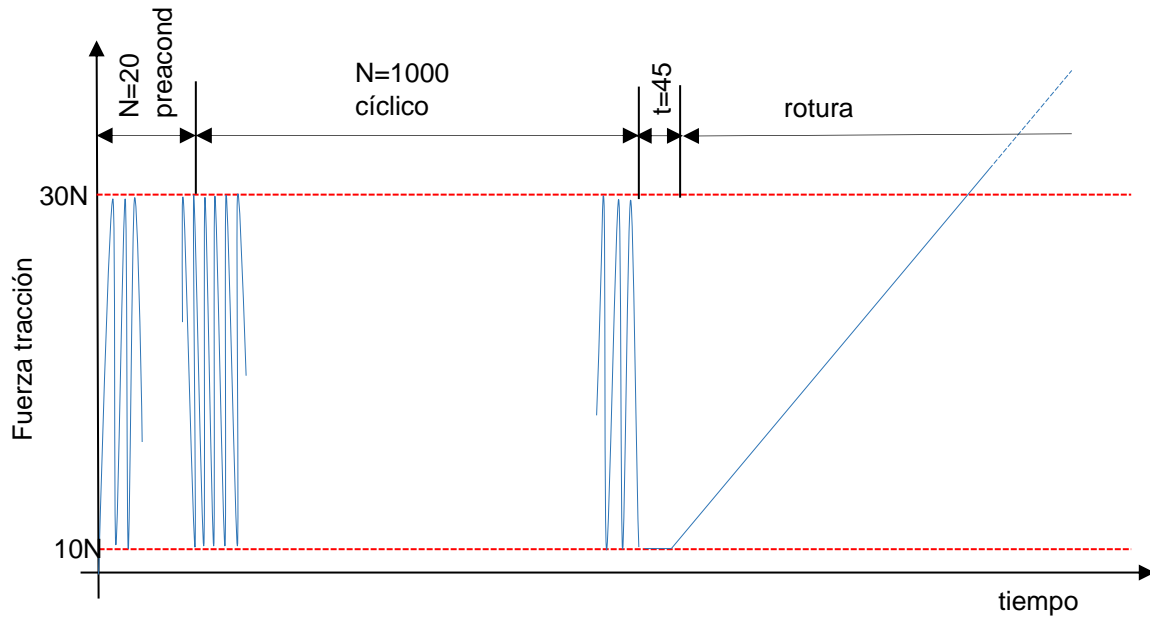 N=20
preacond
N=1000
cíclico
t=45
rotura
30N
Fuerza tracción
10N
tiempo